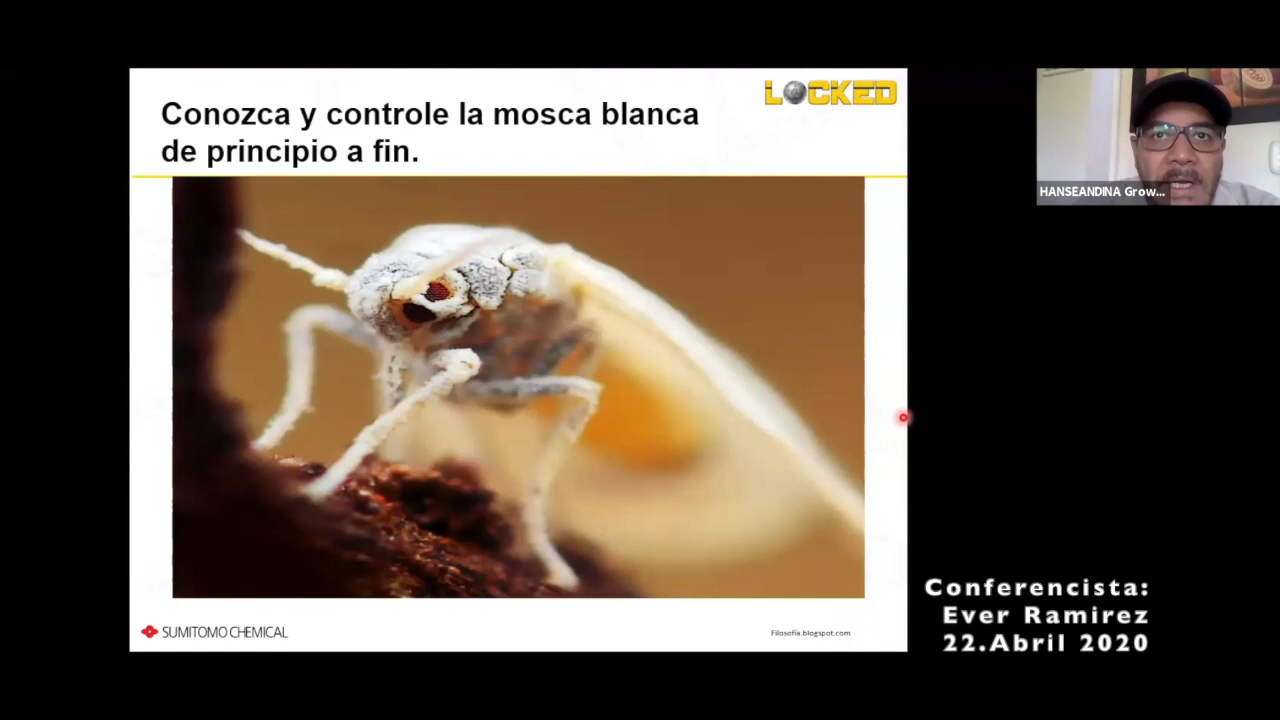 LOCKED
Conozca y controle la mosca blanca
de principio a fin.
HANSEANDINA Grow...
SUMITOMO CHEMICAL
Filosofia.blogspot.com
Conferencista:
Ever Ramirez
22.Abril 2020